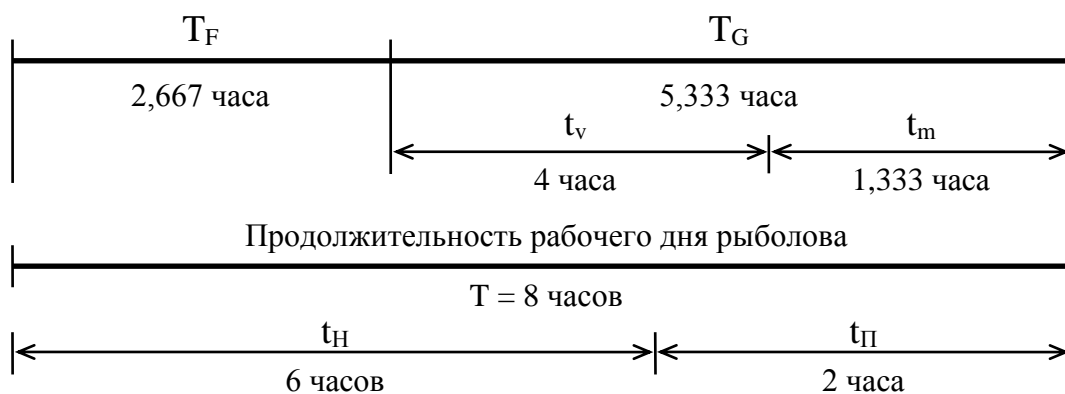 T_F T_G
2,667 часа 5,333 часа
t_v t_m
4 часа 1,333 часа
Продолжительность рабочего дня рыболова
T = 8 часов
t_Н t_П
6 часов 2 часа